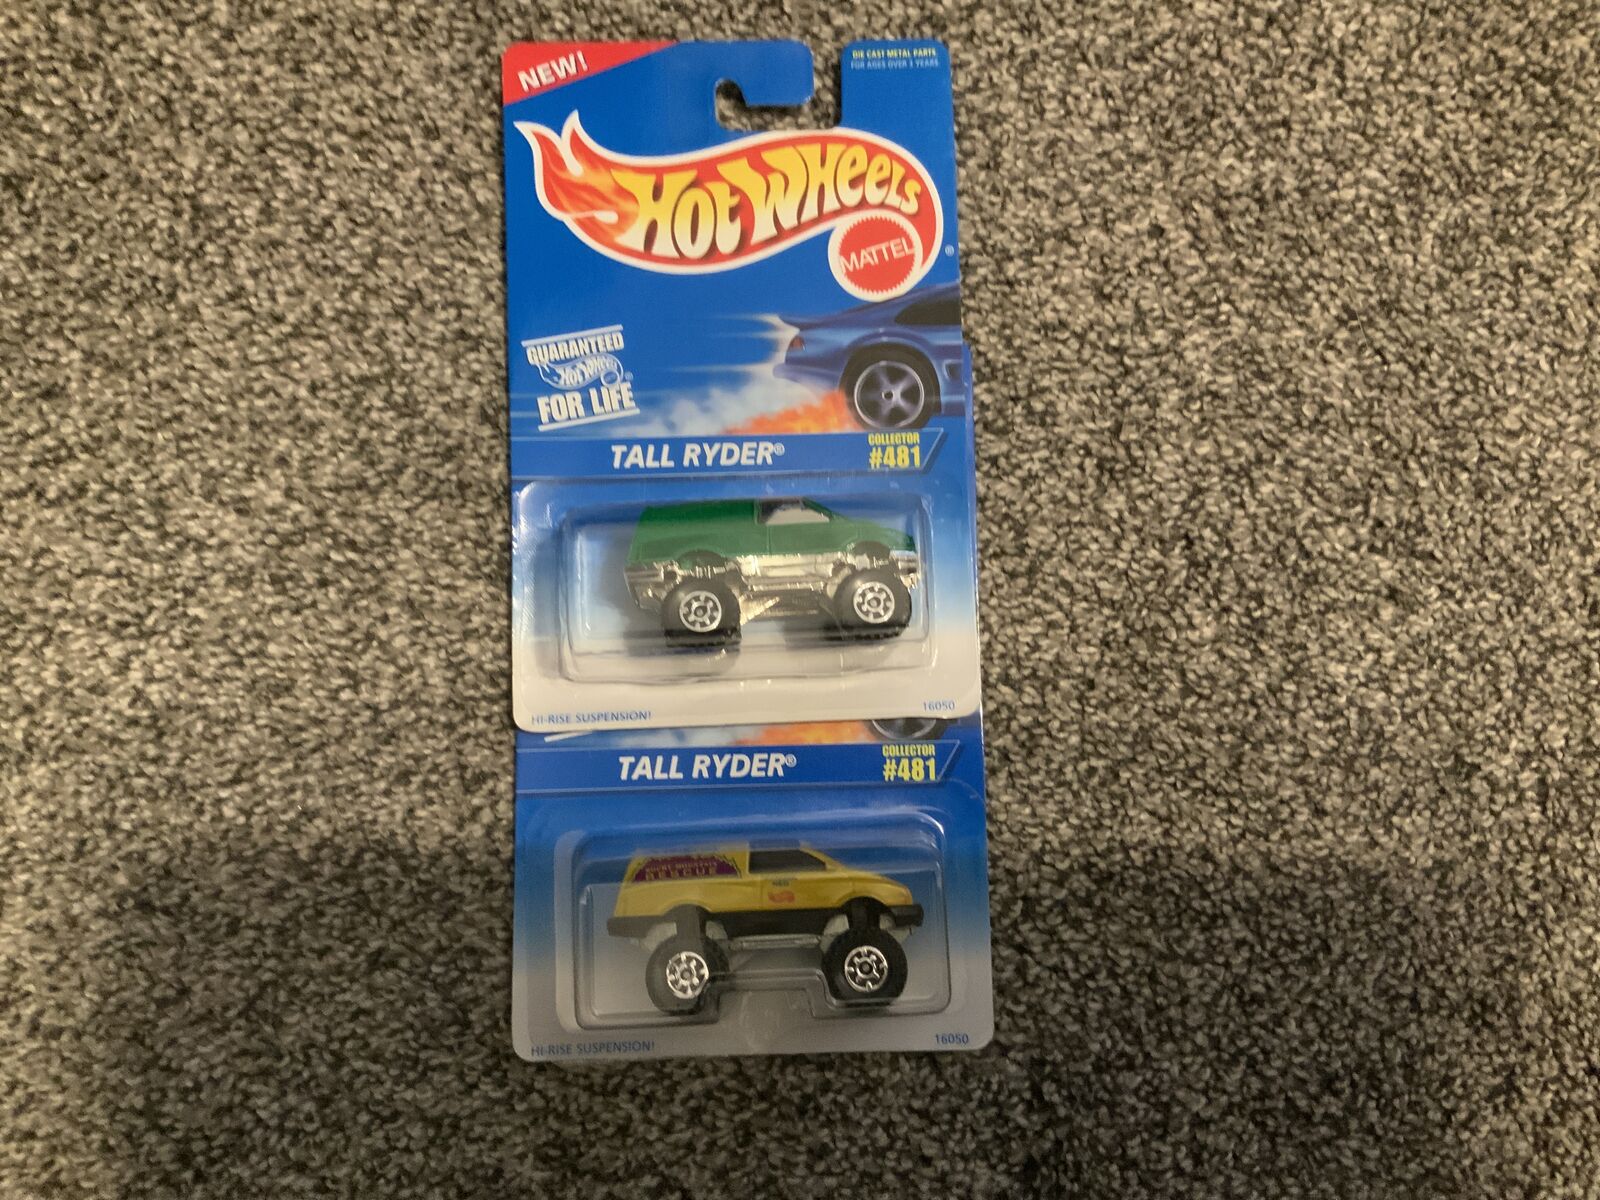 NEW!
DIE CAST METAL PARTS
FOR AGES OVER 3 YEARS
HOT WHEELS
MATTEL
®
GUARANTEED
HOT WHEELS
®
FOR LIFE
TALL RYDER®
COLLECTOR
#481
HI-RISE SUSPENSION!
16050
TALL RYDER®
COLLECTOR
#481
RESCUE
HI-RISE SUSPENSION!
16050